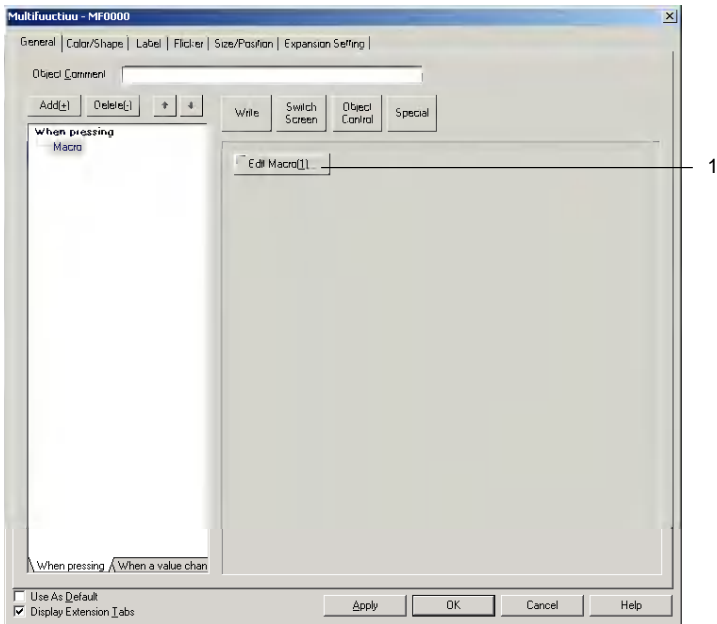 Multifuuctiuu - MF0000
General Color/Shape Label Flicker Size/Position Expansion Setting
Object Comment
Add(+) Delete(-) Write Switch Screen Object Control Special
When pressing
Macro
Edit Macro(1)... 1
When pressing When a value chan
Use As Default
Display Extension Tabs
Apply OK Cancel Help